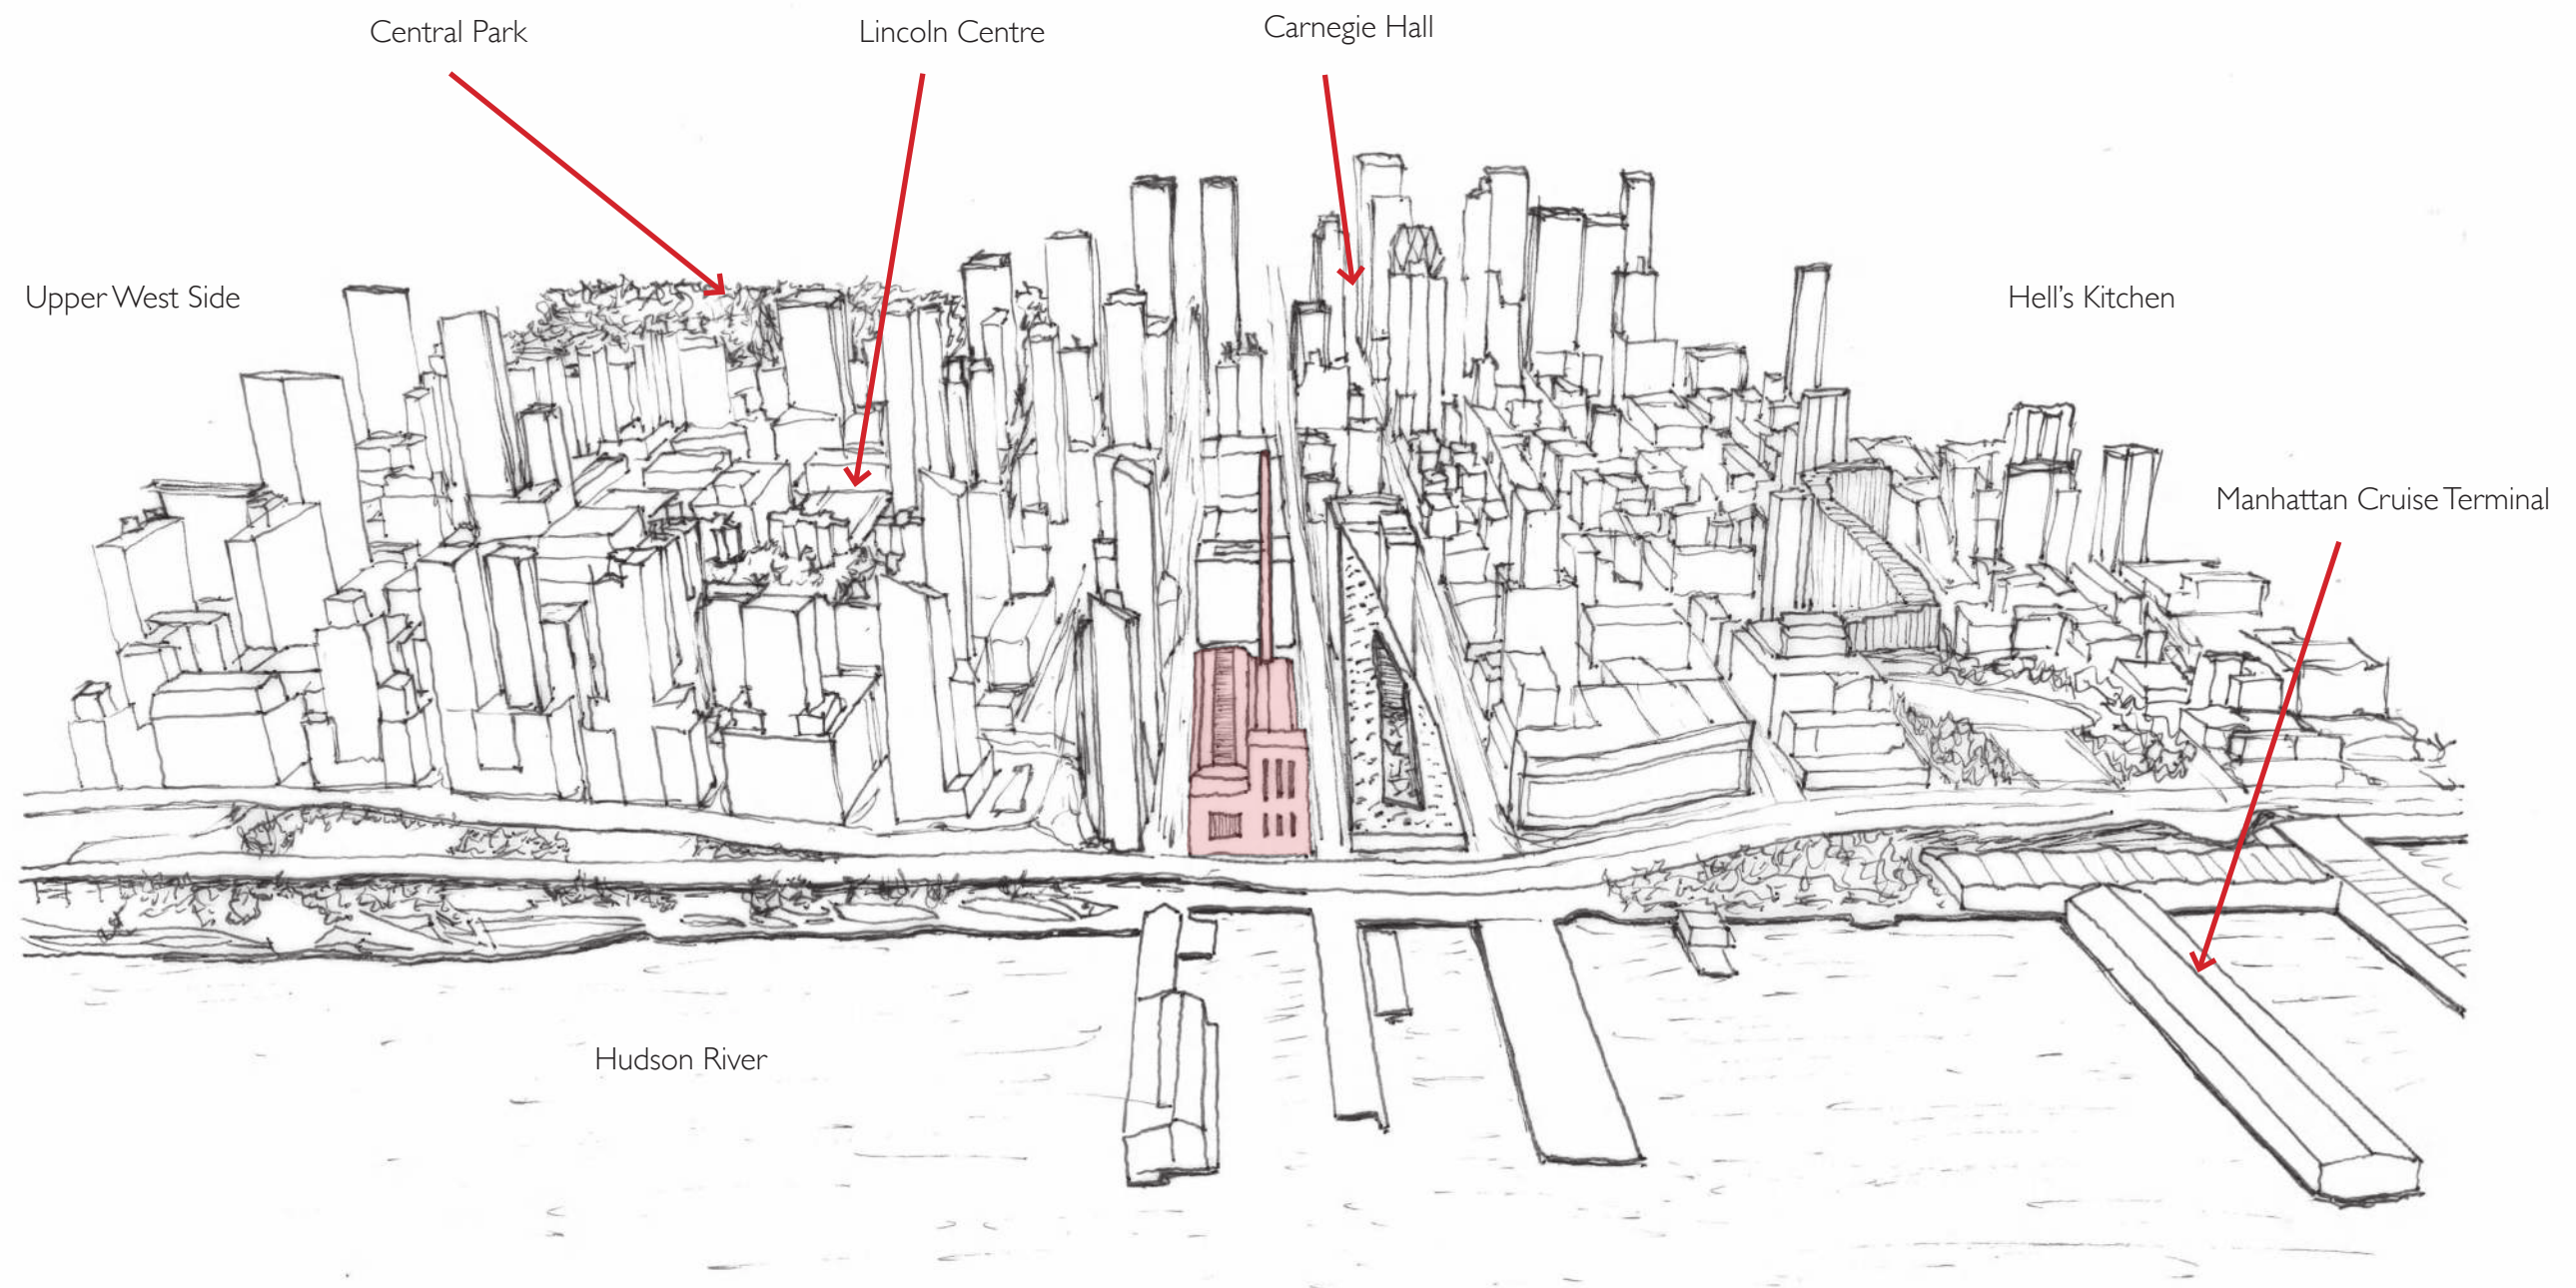 Central Park
Lincoln Centre
Carnegie Hall
Upper West Side
Hell's Kitchen
Manhattan Cruise Terminal
Hudson River